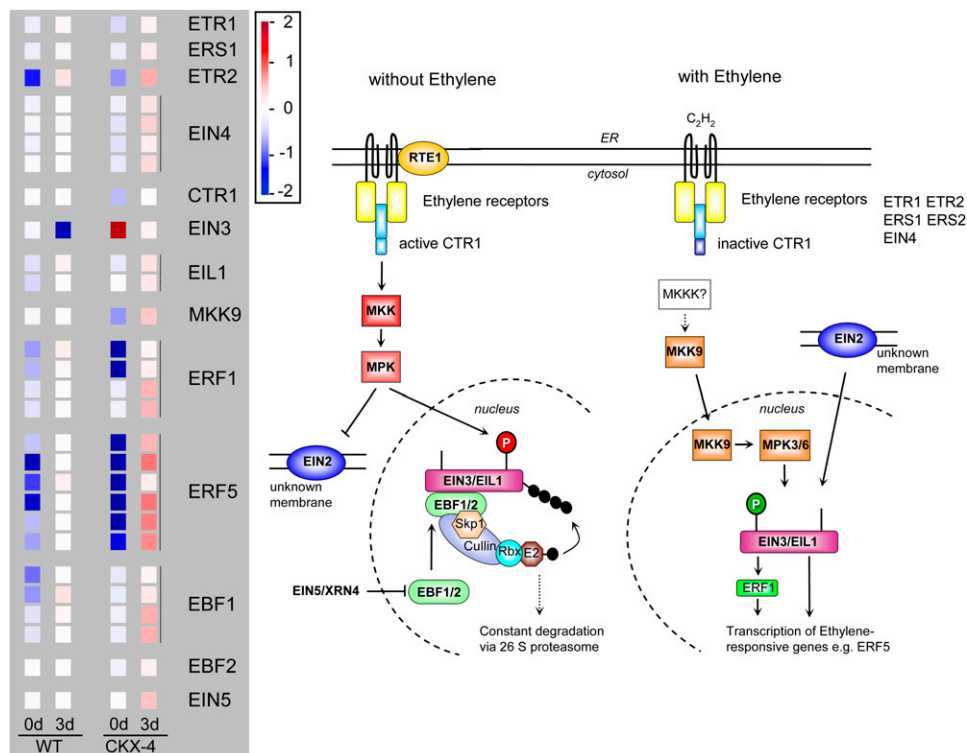 ETR1
ERS1
ETR2
EIN4
CTR1
EIN3
EIL1
MKK9
ERF1
ERF5
EBF1
EBF2
EIN5
0d 3d 0d 3d
WT CKX-4
2
1
0
-1
-2
without Ethylene
with Ethylene
C2H2
ER
RTE1
cytosol
Ethylene receptors
active CTR1
Ethylene receptors
inactive CTR1
ETR1 ETR2
ERS1 ERS2
EIN4
MKK
MPK
MKKK?
MKK9
EIN2
unknown
membrane
nucleus
nucleus
EIN2
unknown
membrane
P
EIN3/EIL1
EBF1/2
Skp1
Cullin
Rbx
E2
EIN5/XRN4
EBF1/2
Constant degradation
via 26 S proteasome
MKK9
MPK3/6
P
EIN3/EIL1
ERF1
Transcription of Ethylene-
responsive genes e.g. ERF5